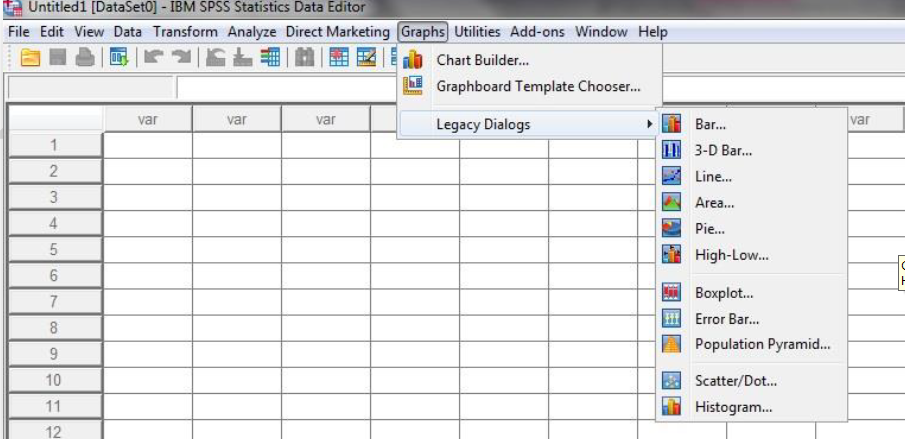 Untitled1 [DataSet0] - IBM SPSS Statistics Data Editor
File Edit View Data Transform Analyze Direct Marketing Graphs Utilities Add-ons Window Help
Chart Builder...
Graphboard Template Chooser...
Legacy Dialogs
var var var var
Bar...
3-D Bar...
Line...
Area...
Pie...
High-Low...
Boxplot...
Error Bar...
Population Pyramid...
Scatter/Dot...
Histogram...
1
2
3
4
5
6
7
8
9
10
11
12